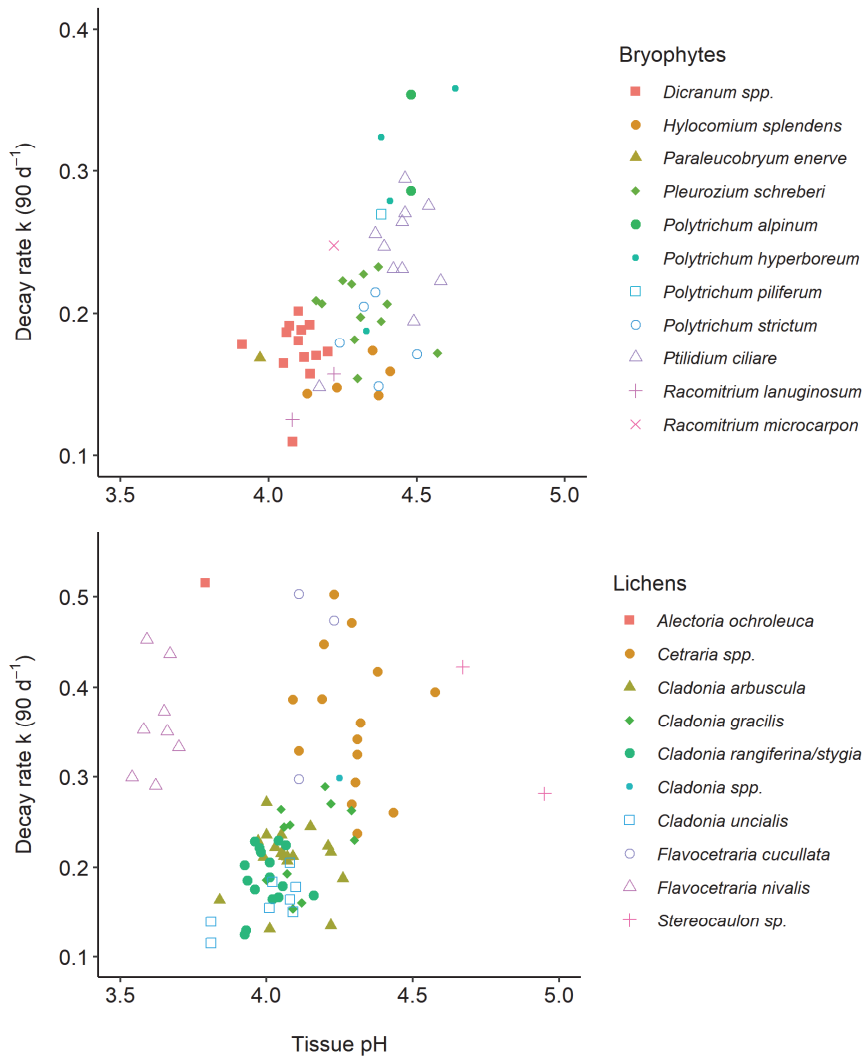 0.4
0.3
0.2
0.1
Decay rate k (90 d⁻¹)
3.5 4.0 4.5 5.0
Bryophytes
Dicranum spp.
Hylocomium splendens
Paraleucobryum enerve
Pleurozium schreberi
Polytrichum alpinum
Polytrichum hyperboreum
Polytrichum piliferum
Polytrichum strictum
Ptilidium ciliare
Racomitrium lanuginosum
Racomitrium microcarpon
0.5
0.4
0.3
0.2
0.1
Decay rate k (90 d⁻¹)
3.5 4.0 4.5 5.0
Tissue pH
Lichens
Alectoria ochroleuca
Cetraria spp.
Cladonia arbuscula
Cladonia gracilis
Cladonia rangiferina/stygia
Cladonia spp.
Cladonia uncialis
Flavocetraria cucullata
Flavocetraria nivalis
Stereocaulon sp.